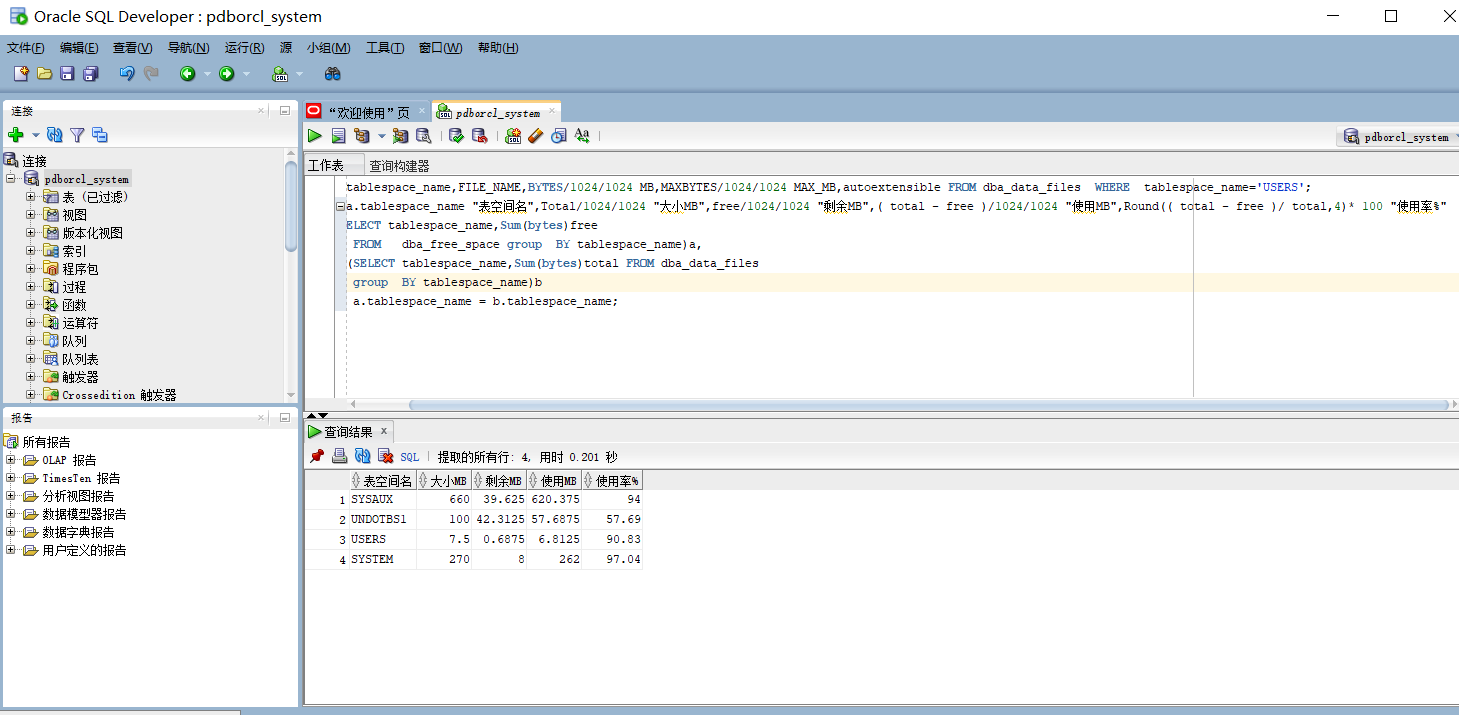 Oracle SQL Developer : pdborcl_system
文件(F) 编辑(E) 查看(V) 导航(N) 运行(R) 源 小组(M) 工具(T) 窗口(W) 帮助(H)
连接
连接
pdborcl_system
表 (已过滤)
视图
版本化视图
索引
程序包
过程
函数
运算符
队列
队列表
触发器
Crossedition 触发器
报告
所有报告
OLAP 报告
TimesTen 报告
分析视图报告
数据模型器报告
数据字典报告
用户定义的报告
“欢迎使用”页 pdborcl_system
pdborcl_system
工作表 查询构建器
tablespace_name,FILE_NAME,BYTES/1024/1024 MB,MAXBYTES/1024/1024 MAX_MB,autoextensible FROM dba_data_files WHERE tablespace_name='USERS';
a.tablespace_name "表空间名",Total/1024/1024 "大小MB",free/1024/1024 "剩余MB",( total - free )/1024/1024 "使用MB",Round(( total - free )/ total,4)* 100 "使用率%"
ELECT tablespace_name,Sum(bytes)free
FROM dba_free_space group BY tablespace_name)a,
(SELECT tablespace_name,Sum(bytes)total FROM dba_data_files
group BY tablespace_name)b
a.tablespace_name = b.tablespace_name;
查询结果
SQL 提取的所有行: 4, 用时 0.201 秒
表空间名 大小MB 剩余MB 使用MB 使用率%
1 SYSAUX 660 39.625 620.375 94
2 UNDOTBS1 100 42.3125 57.6875 57.69
3 USERS 7.5 0.6875 6.8125 90.83
4 SYSTEM 270 8 262 97.04